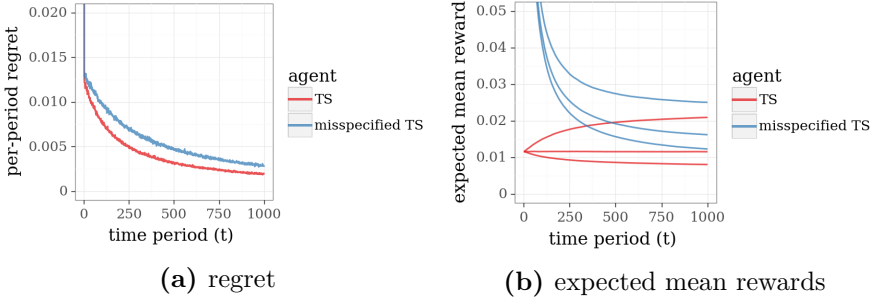 0.020
0.015
0.010
0.005
0
per-period regret
0
250
500
750
1000
time period (t)
agent
TS
misspecified TS
(a) regret
0.05
0.04
0.03
0.02
0.01
0
expected mean reward
0
250
500
750
1000
time period (t)
agent
TS
misspecified TS
(b) expected mean rewards